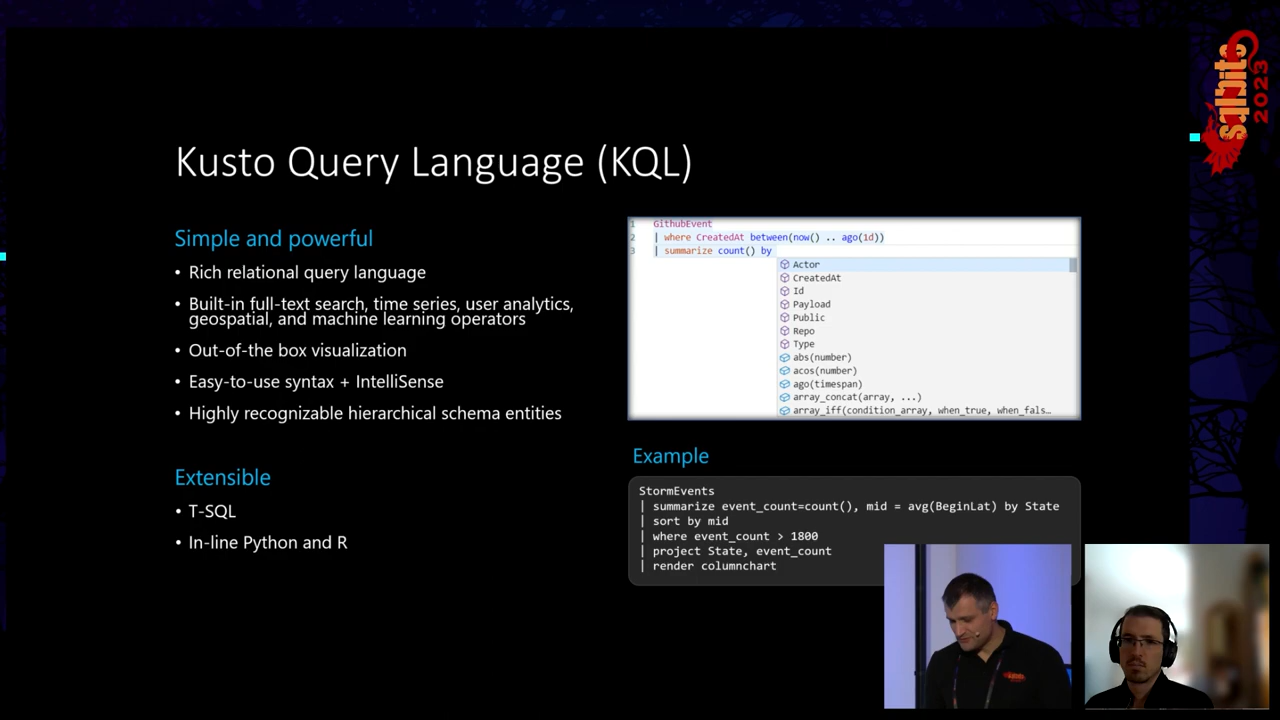 Kusto Query Language (KQL)
Simple and powerful
• Rich relational query language
• Built-in full-text search, time series, user analytics,
geospatial, and machine learning operators
• Out-of-the box visualization
• Easy-to-use syntax + IntelliSense
• Highly recognizable hierarchical schema entities
Extensible
• T-SQL
• In-line Python and R
1 GithubEvent
2 | where CreatedAt between(now() .. ago(1d))
3 | summarize count() by
Actor
CreatedAt
Id
Payload
Public
Repo
Type
abs(number)
acos(number)
ago(timespan)
array_concat(array, ...)
array_iff(condition_array, when_true, when_fals…
Example
StormEvents
| summarize event_count=count(), mid = avg(BeginLat) by State
| sort by mid
| where event_count > 1800
| project State, event_count
| render columnchart
sqlbits
2023